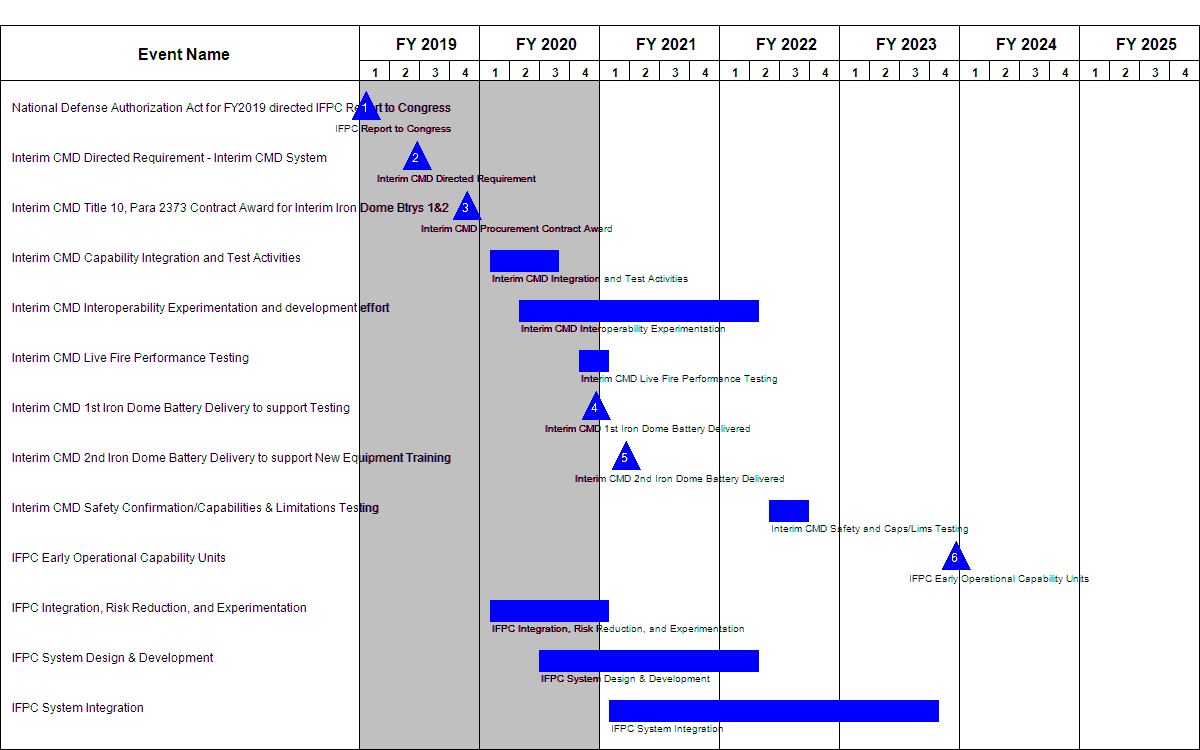 Event Name
FY 2019 FY 2020 FY 2021 FY 2022 FY 2023 FY 2024 FY 2025
1 2 3 4 1 2 3 4 1 2 3 4 1 2 3 4 1 2 3 4 1 2 3 4 1 2 3 4
National Defense Authorization Act for FY2019 directed IFPC Report to Congress
1
IFPC Report to Congress
Interim CMD Directed Requirement - Interim CMD System
2
Interim CMD Directed Requirement
Interim CMD Title 10, Para 2373 Contract Award for Interim Iron Dome Btrys 1&2
3
Interim CMD Procurement Contract Award
Interim CMD Capability Integration and Test Activities
Interim CMD Integration and Test Activities
Interim CMD Interoperability Experimentation and development effort
Interim CMD Interoperability Experimentation
Interim CMD Live Fire Performance Testing
Interim CMD Live Fire Performance Testing
Interim CMD 1st Iron Dome Battery Delivery to support Testing
4
Interim CMD 1st Iron Dome Battery Delivered
Interim CMD 2nd Iron Dome Battery Delivery to support New Equipment Training
5
Interim CMD 2nd Iron Dome Battery Delivered
Interim CMD Safety Confirmation/Capabilities & Limitations Testing
Interim CMD Safety and Caps/Lims Testing
IFPC Early Operational Capability Units
6
IFPC Early Operational Capability Units
IFPC Integration, Risk Reduction, and Experimentation
IFPC Integration, Risk Reduction, and Experimentation
IFPC System Design & Development
IFPC System Design & Development
IFPC System Integration
IFPC System Integration